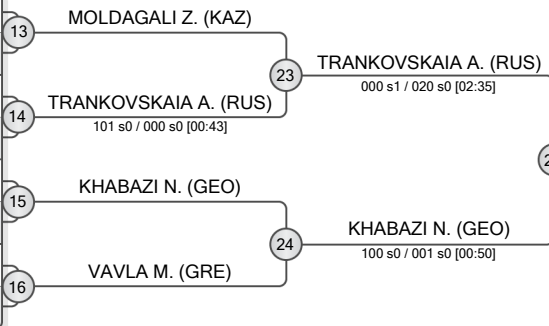 MOLDAGALI Z. (KAZ)
13
23
TRANKOVSKAIA A. (RUS)
000 s1 / 020 s0 [02:35]
TRANKOVSKAIA A. (RUS)
14
101 s0 / 000 s0 [00:43]
KHABAZI N. (GEO)
15
24
KHABAZI N. (GEO)
100 s0 / 001 s0 [00:50]
VAVLA M. (GRE)
16